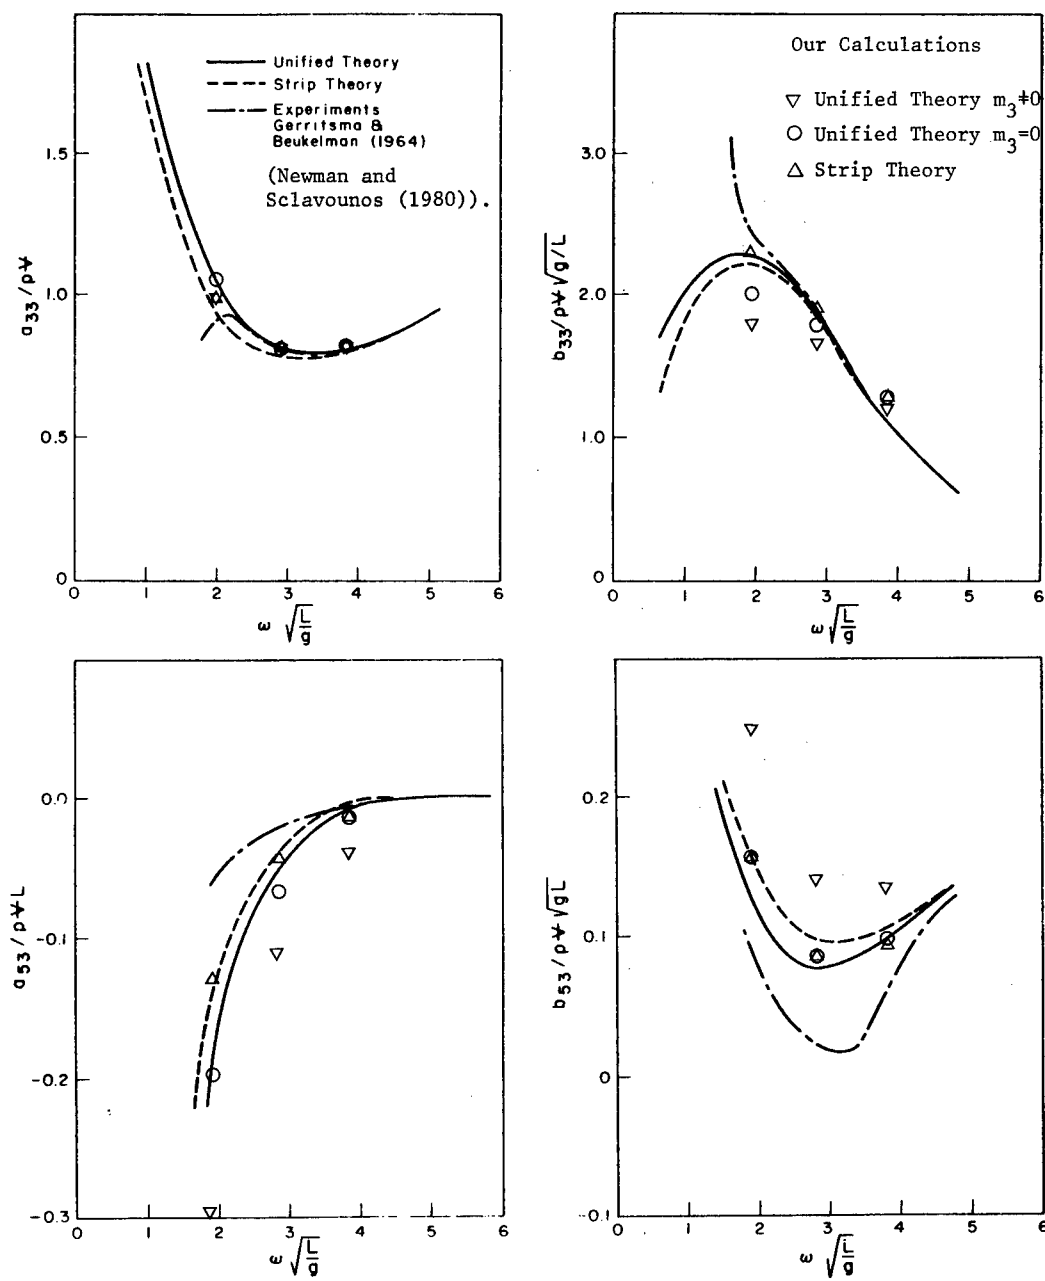 Unified Theory
Strip Theory
Experiments
Gerritsma &
Beukelman (1964)
(Newman and
Sclavounos (1980)).
1.5
1.0
0.5
0
a33/ρ∀
0 1 2 3 4 5 6
ω √L/g
Our Calculations
▽ Unified Theory m3≠0
○ Unified Theory m3=0
△ Strip Theory
3.0
2.0
1.0
0
b33/ρ∀√g/L
0 1 2 3 4 5 6
ω √L/g
0.0
-0.1
-0.2
-0.3
a53/ρ∀L
0 1 2 3 4 5 6
ω √L/g
0.2
0.1
0
-0.1
b53/ρ∀√gL
0 1 2 3 4 5 6
ω √L/g